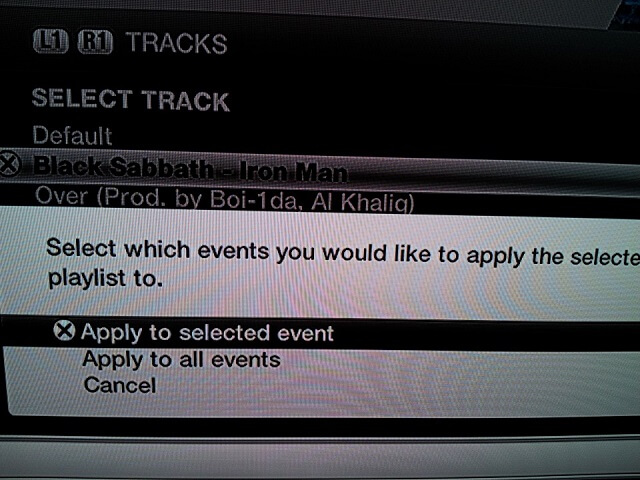 L1 R1 TRACKS
SELECT TRACK
Default
Black Sabbath - Iron Man
Over (Prod. by Boi-1da, Al Khaliq)
Select which events you would like to apply the selecte
playlist to.
Apply to selected event
Apply to all events
Cancel